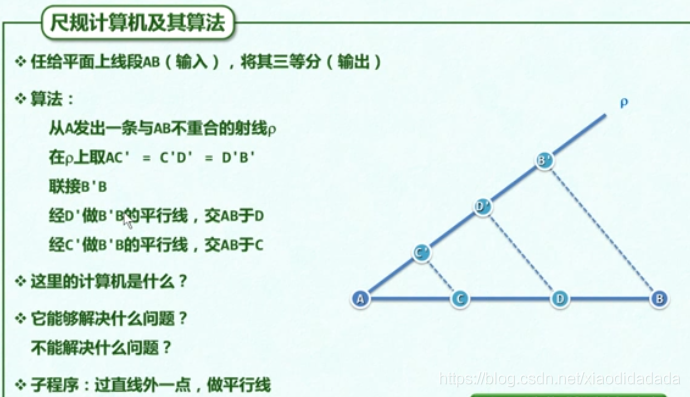 尺规计算机及其算法
❖ 任给平面上线段AB（输入），将其三等分（输出）
❖ 算法：
从A发出一条与AB不重合的射线ρ
在ρ上取AC' = C'D' = D'B'
联接B'B
经D'做B'B的平行线，交AB于D
经C'做B'B的平行线，交AB于C
❖ 这里的计算机是什么？
❖ 它能够解决什么问题？
不能解决什么问题？
❖ 子程序：过直线外一点，做平行线
ρ
B'
D'
C'
A
C
D
B
https://blog.csdn.net/xiaodidadada